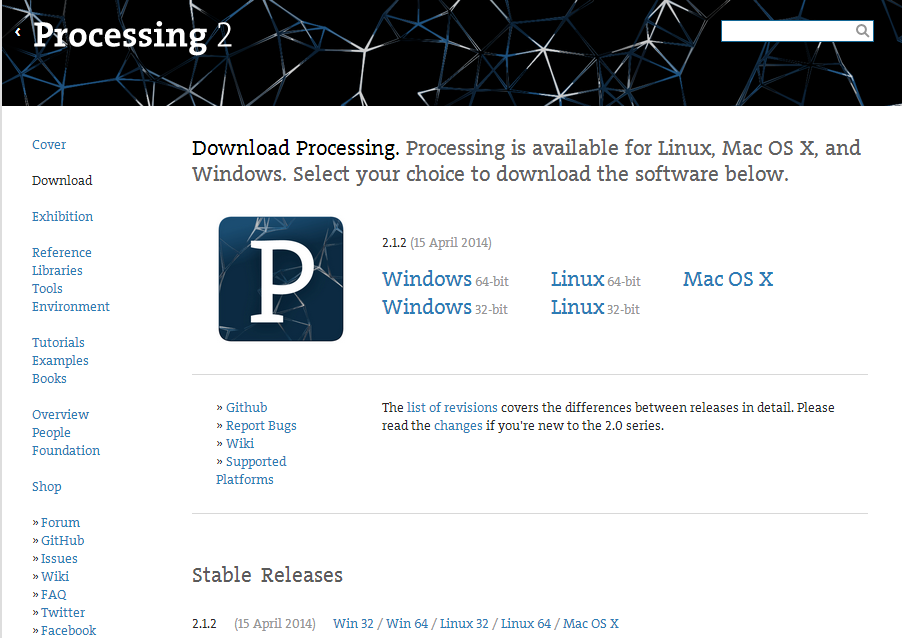 ‹ Processing 2
Cover
Download
Exhibition
Reference
Libraries
Tools
Environment
Tutorials
Examples
Books
Overview
People
Foundation
Shop
» Forum
» GitHub
» Issues
» Wiki
» FAQ
» Twitter
» Facebook
Download Processing. Processing is available for Linux, Mac OS X, and
Windows. Select your choice to download the software below.
P
2.1.2 (15 April 2014)
Windows 64-bit Linux 64-bit Mac OS X
Windows 32-bit Linux 32-bit
» Github
» Report Bugs
» Wiki
» Supported
Platforms
The list of revisions covers the differences between releases in detail. Please
read the changes if you're new to the 2.0 series.
Stable Releases
2.1.2 (15 April 2014) Win 32 / Win 64 / Linux 32 / Linux 64 / Mac OS X